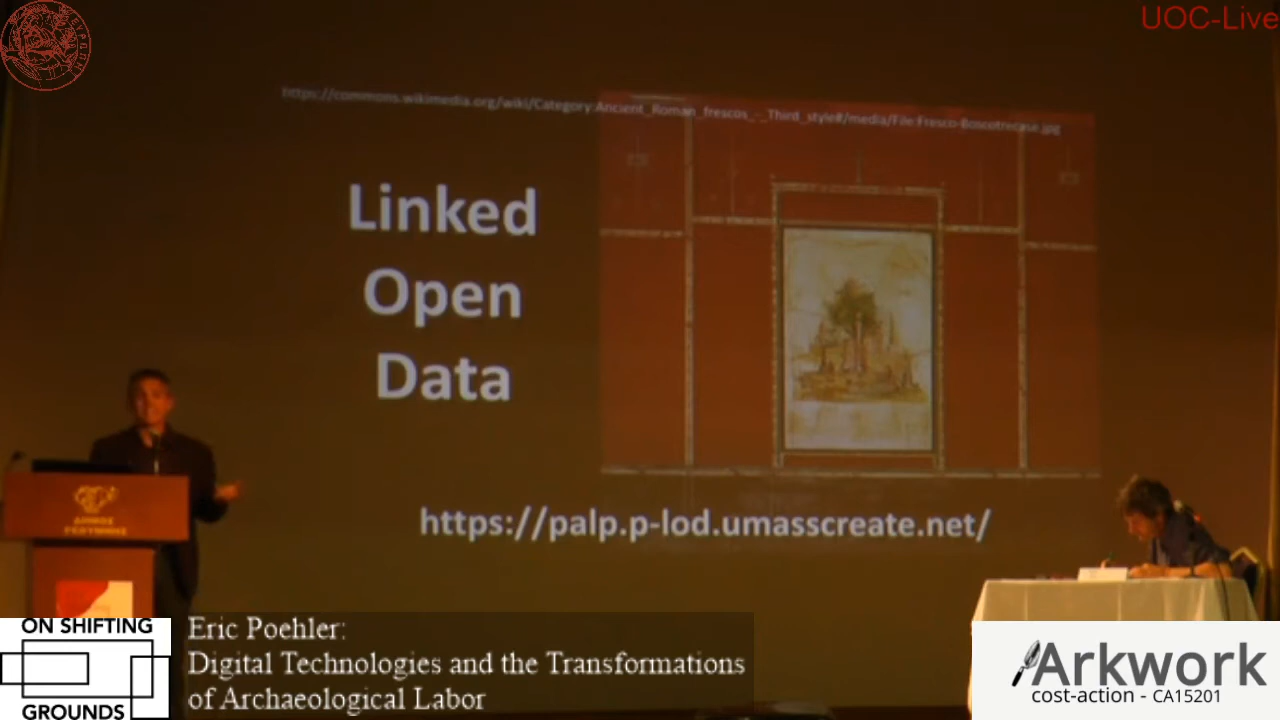 UOC-Live
https://commons.wikimedia.org/wiki/Category:Ancient_Roman_frescos_-_Third_style#/media/File:Fresco-Boscotrecase.jpg
Linked
Open
Data
https://palp.p-lod.umasscreate.net/
ΔΗΜΟΣ
ΡΕΘΥΜΝΗΣ
ON SHIFTING
GROUNDS
Eric Poehler:
Digital Technologies and the Transformations
of Archaeological Labor
Arkwork
cost-action - CA15201